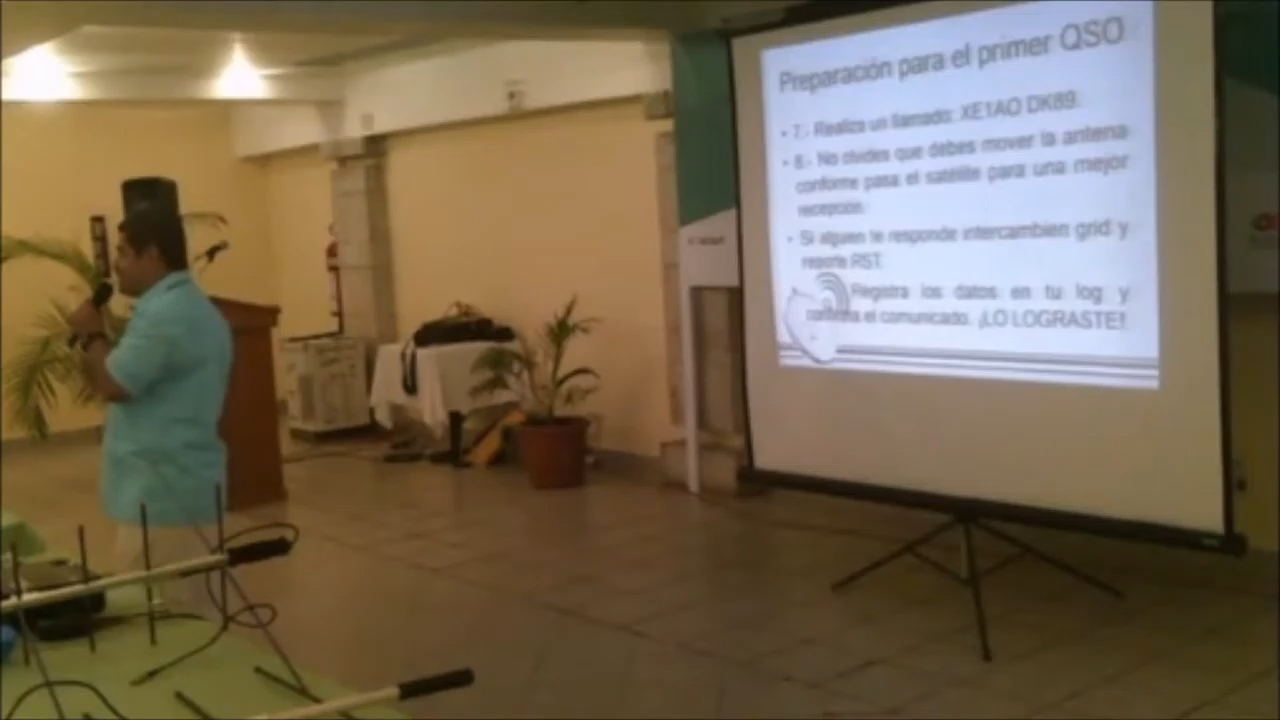 Preparación para el primer QSO
• 7.- Realiza un llamado: XE1AO DK89.
• 8.- No olvides que debes mover la antena
conforme pasa el satélite para una mejor
recepción.
• Si alguien te responde intercambien grid y
reporte RST.
• Registra los datos en tu log y
confirma el comunicado. ¡LO LOGRASTE!!